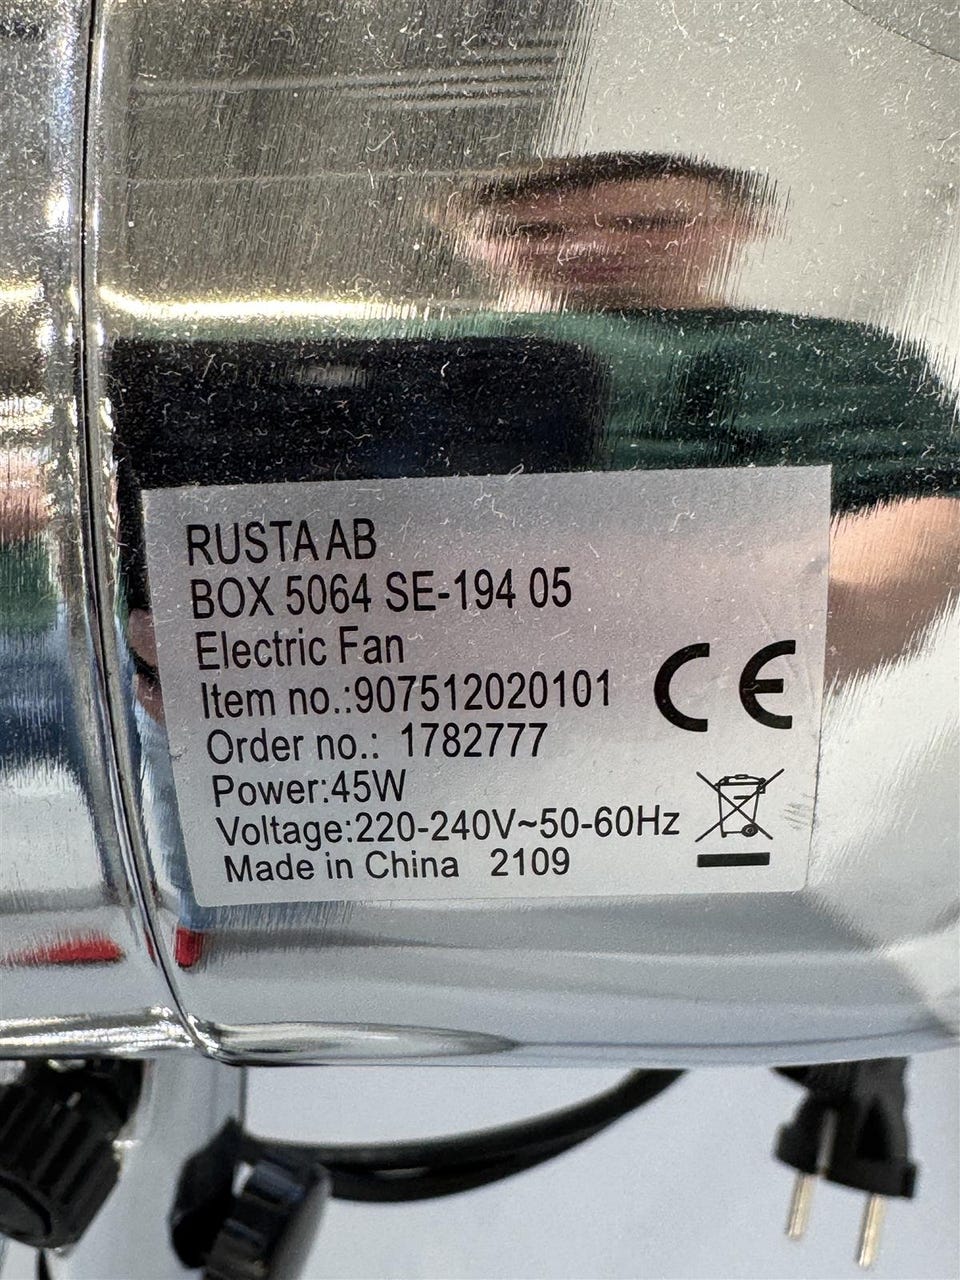 RUSTA AB
BOX 5064 SE-194 05
Electric Fan
Item no.:907512020101
Order no.: 1782777
Power:45W
Voltage:220-240V~50-60Hz
Made in China 2109
CE